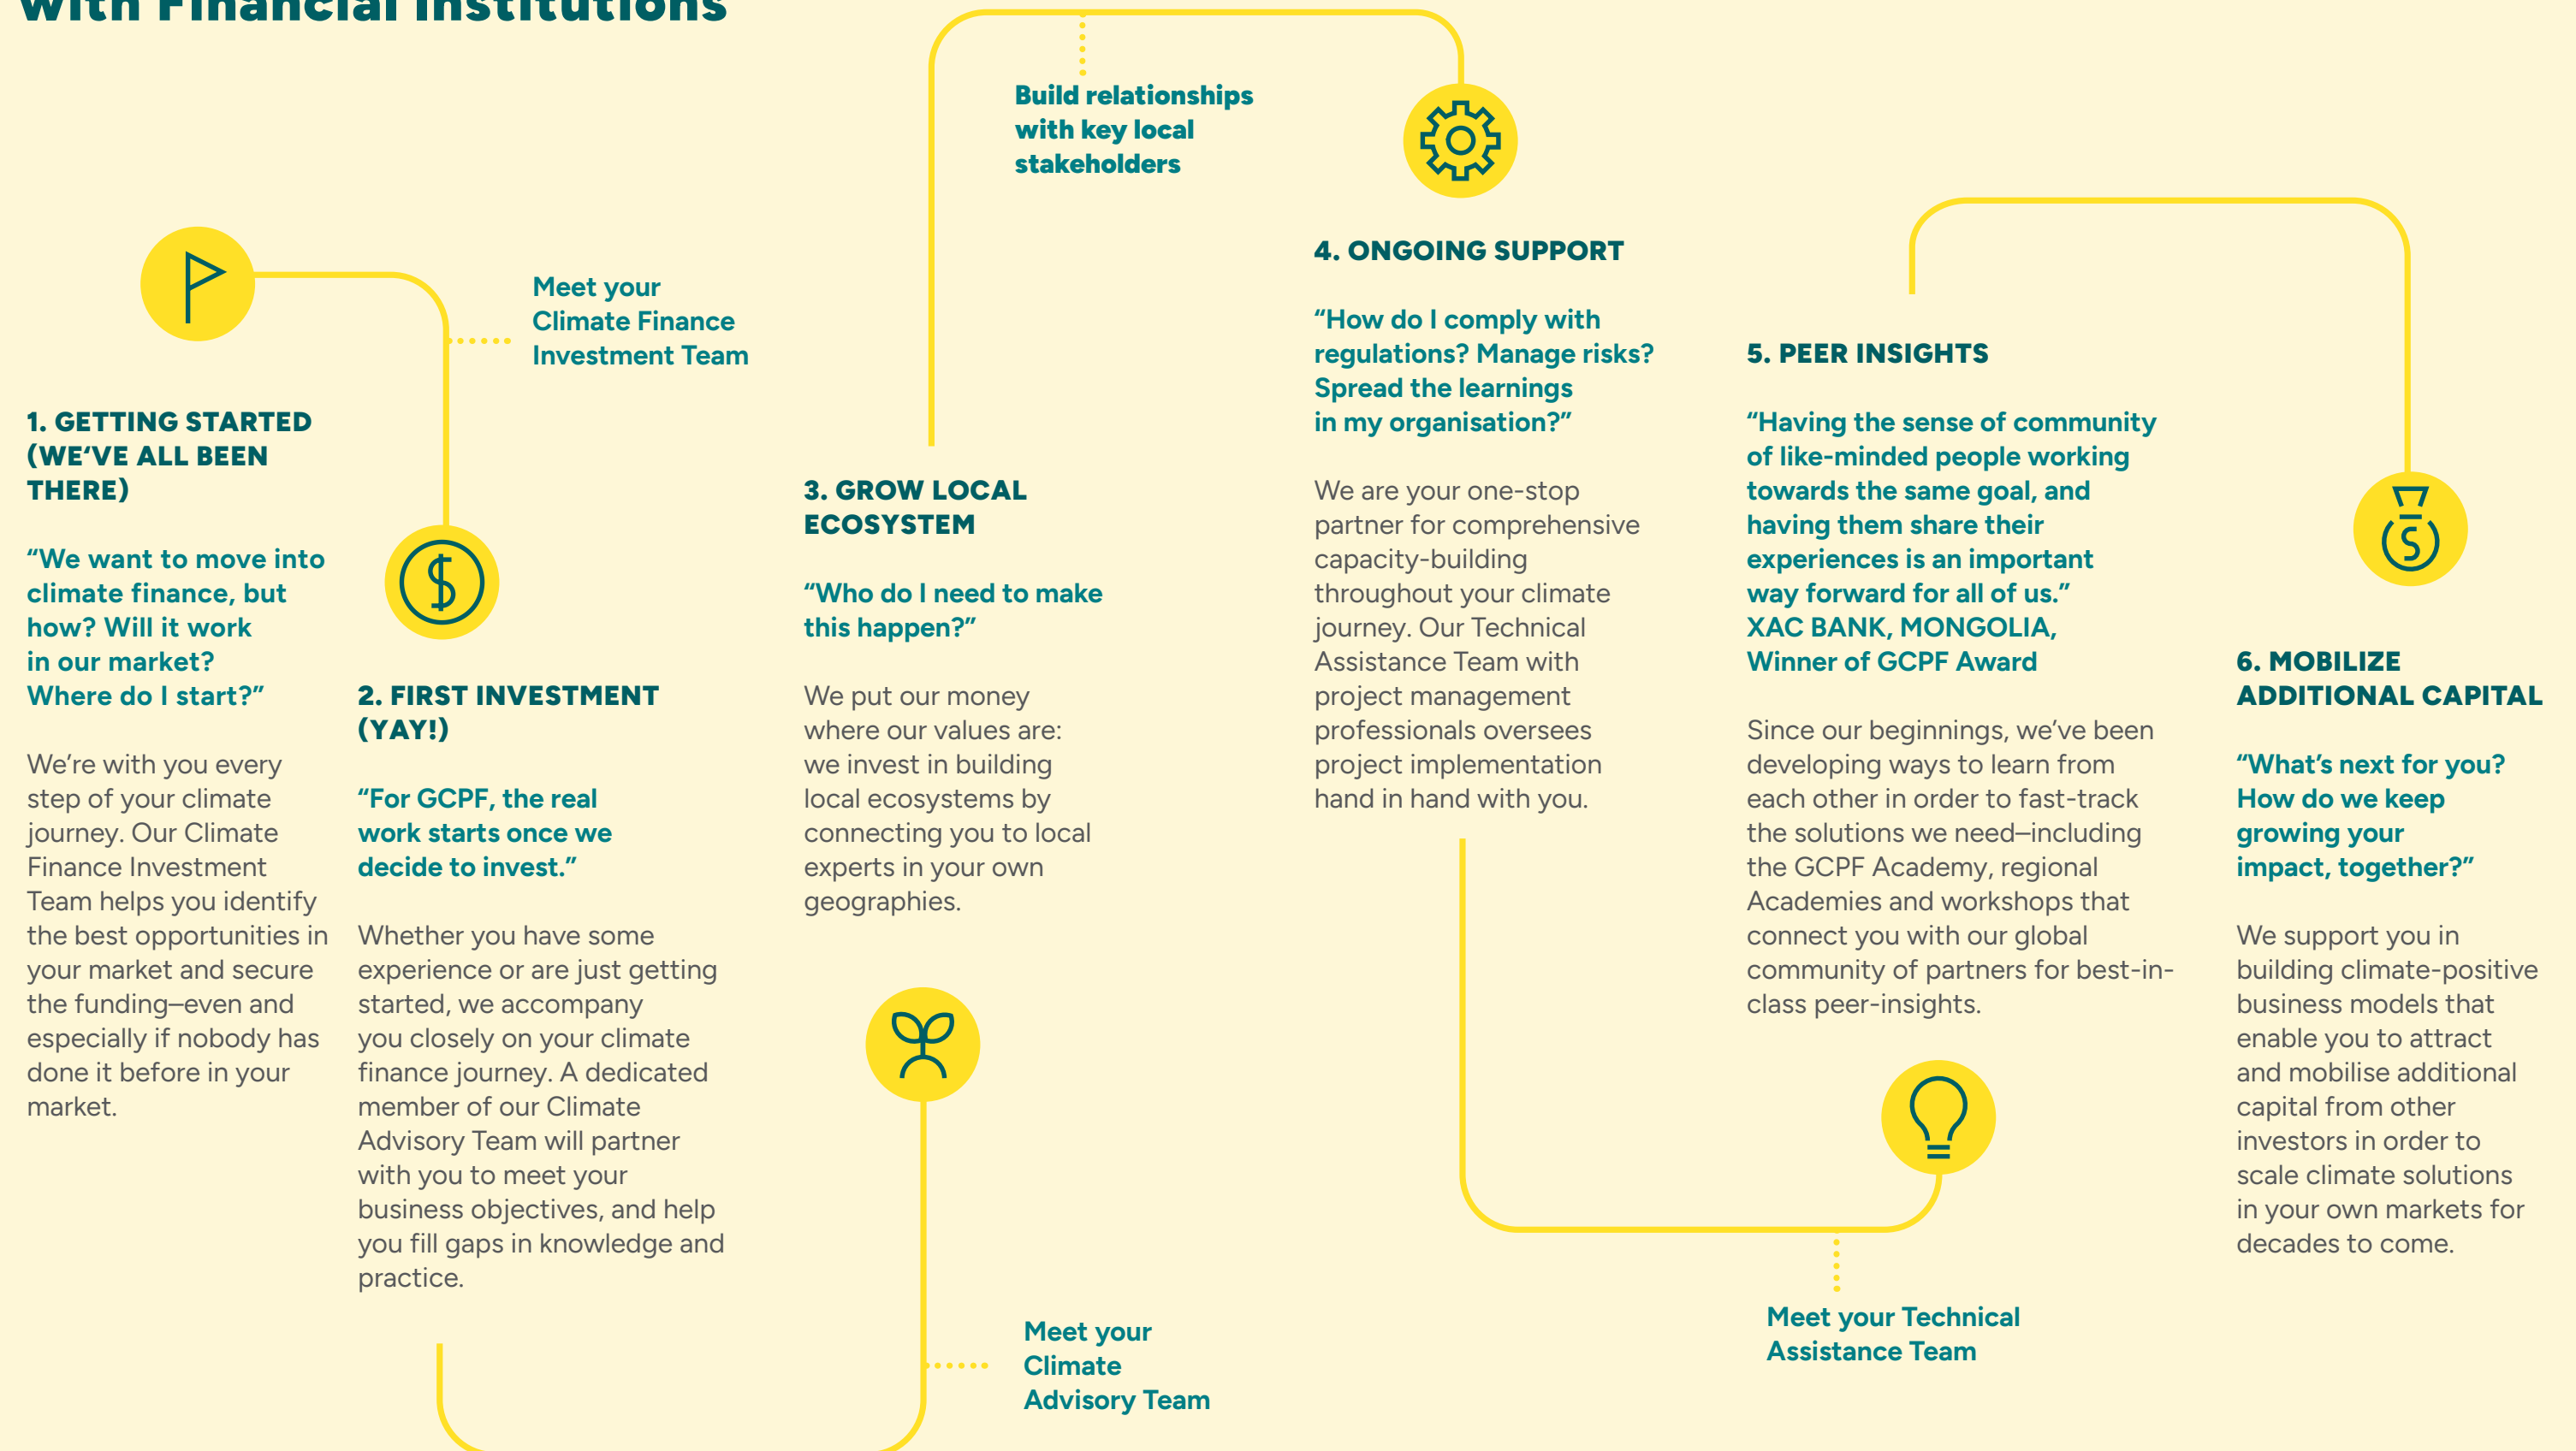 with Financial Institutions
Meet your
Climate Finance
Investment Team
1. GETTING STARTED
(WE‘VE ALL BEEN
THERE)
“We want to move into
climate finance, but
how? Will it work
in our market?
Where do I start?”
We’re with you every
step of your climate
journey. Our Climate
Finance Investment
Team helps you identify
the best opportunities in
your market and secure
the funding–even and
especially if nobody has
done it before in your
market.
2. FIRST INVESTMENT
(YAY!)
“For GCPF, the real
work starts once we
decide to invest.”
Whether you have some
experience or are just getting
started, we accompany
you closely on your climate
finance journey. A dedicated
member of our Climate
Advisory Team will partner
with you to meet your
business objectives, and help
you fill gaps in knowledge and
practice.
Meet your
Climate
Advisory Team
3. GROW LOCAL
ECOSYSTEM
“Who do I need to make
this happen?”
We put our money
where our values are:
we invest in building
local ecosystems by
connecting you to local
experts in your own
geographies.
Build relationships
with key local
stakeholders
4. ONGOING SUPPORT
“How do I comply with
regulations? Manage risks?
Spread the learnings
in my organisation?”
We are your one-stop
partner for comprehensive
capacity-building
throughout your climate
journey. Our Technical
Assistance Team with
project management
professionals oversees
project implementation
hand in hand with you.
Meet your Technical
Assistance Team
5. PEER INSIGHTS
“Having the sense of community
of like-minded people working
towards the same goal, and
having them share their
experiences is an important
way forward for all of us.”
XAC BANK, MONGOLIA,
Winner of GCPF Award
Since our beginnings, we’ve been
developing ways to learn from
each other in order to fast-track
the solutions we need–including
the GCPF Academy, regional
Academies and workshops that
connect you with our global
community of partners for best-in-
class peer-insights.
6. MOBILIZE
ADDITIONAL CAPITAL
“What’s next for you?
How do we keep
growing your
impact, together?”
We support you in
building climate-positive
business models that
enable you to attract
and mobilise additional
capital from other
investors in order to
scale climate solutions
in your own markets for
decades to come.